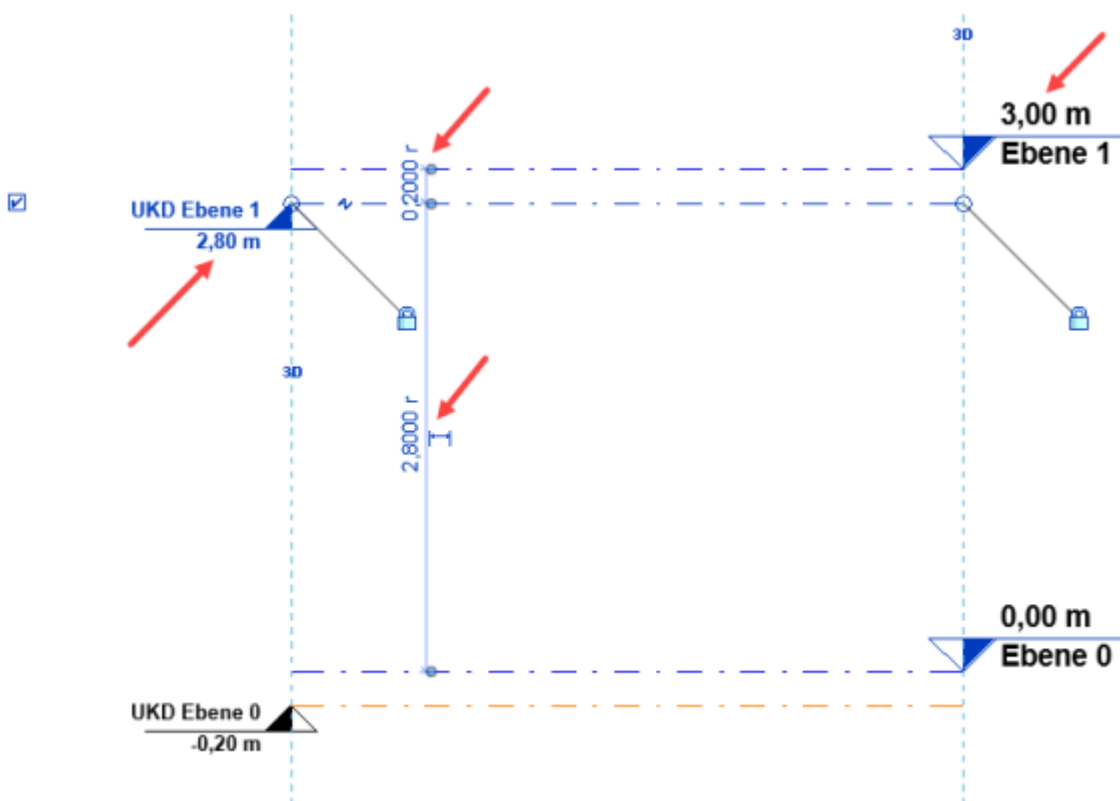 3D
3,00 m
Ebene 1
0,2000 r
UKD Ebene 1
2,80 m
3D
2,8000 r
0,00 m
Ebene 0
UKD Ebene 0
-0,20 m